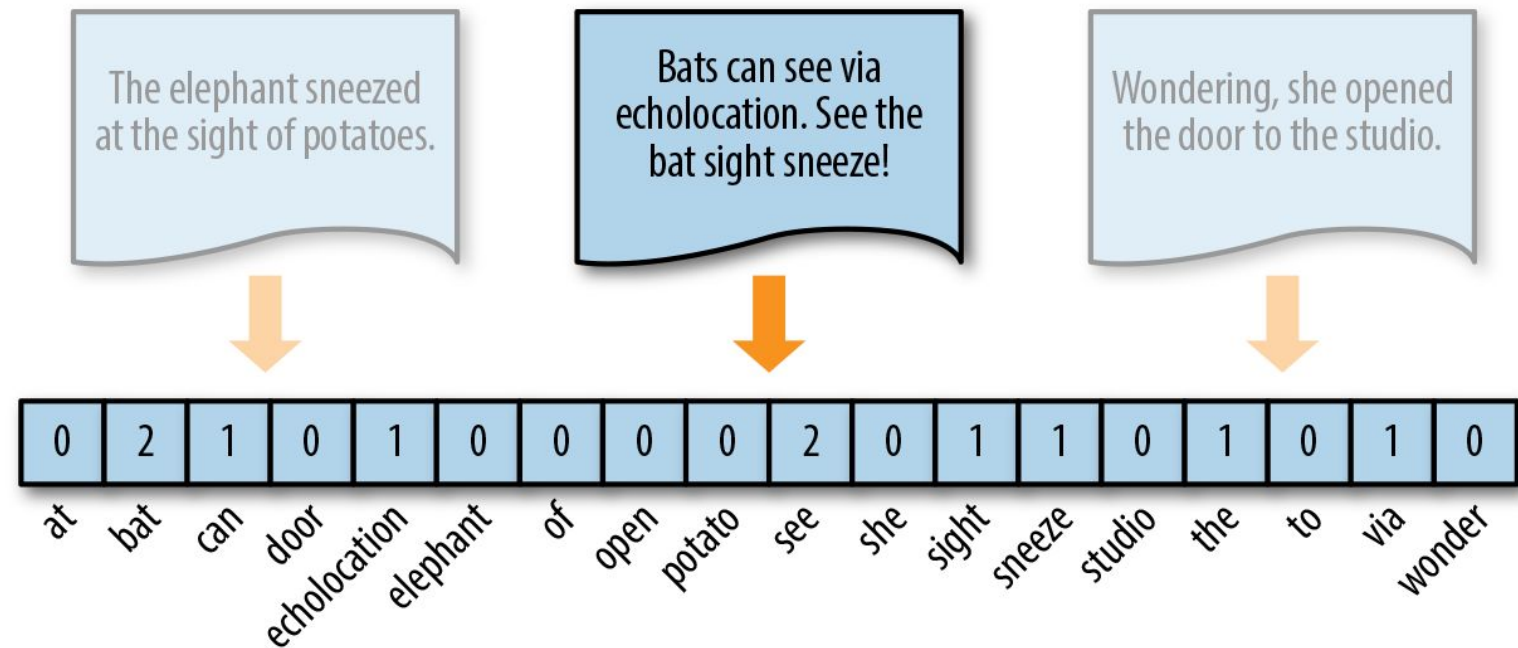 The elephant sneezed
at the sight of potatoes.
Bats can see via
echolocation. See the
bat sight sneeze!
Wondering, she opened
the door to the studio.
0 2 1 0 1 0 0 0 0 2 0 1 1 0 1 0 1 0
at bat can door echolocation elephant of open potato see she sight sneeze studio the to via wonder